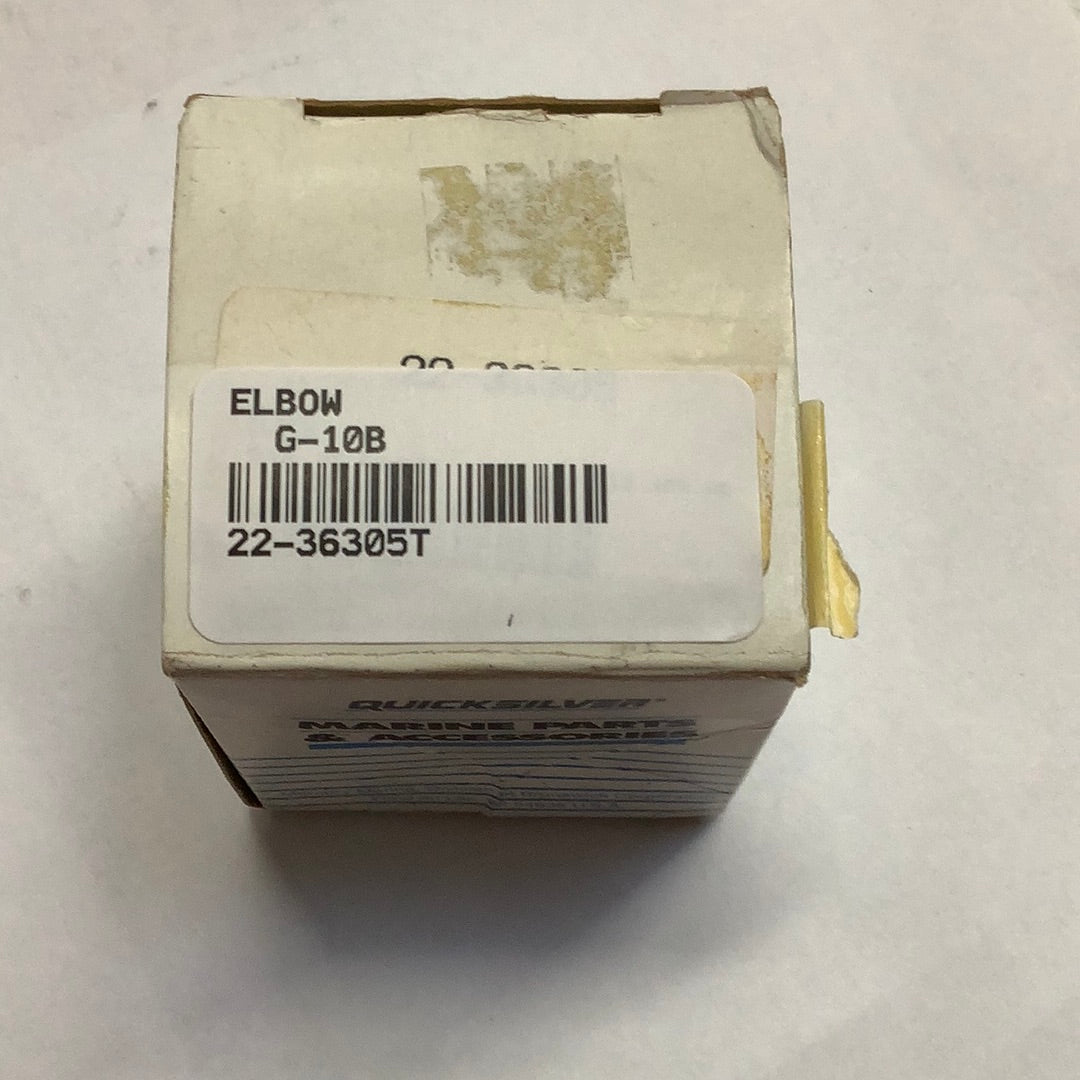 ELBOW
G-10B
22-36305T
QUICKSILVER
MARINE PARTS
& ACCESSORIES